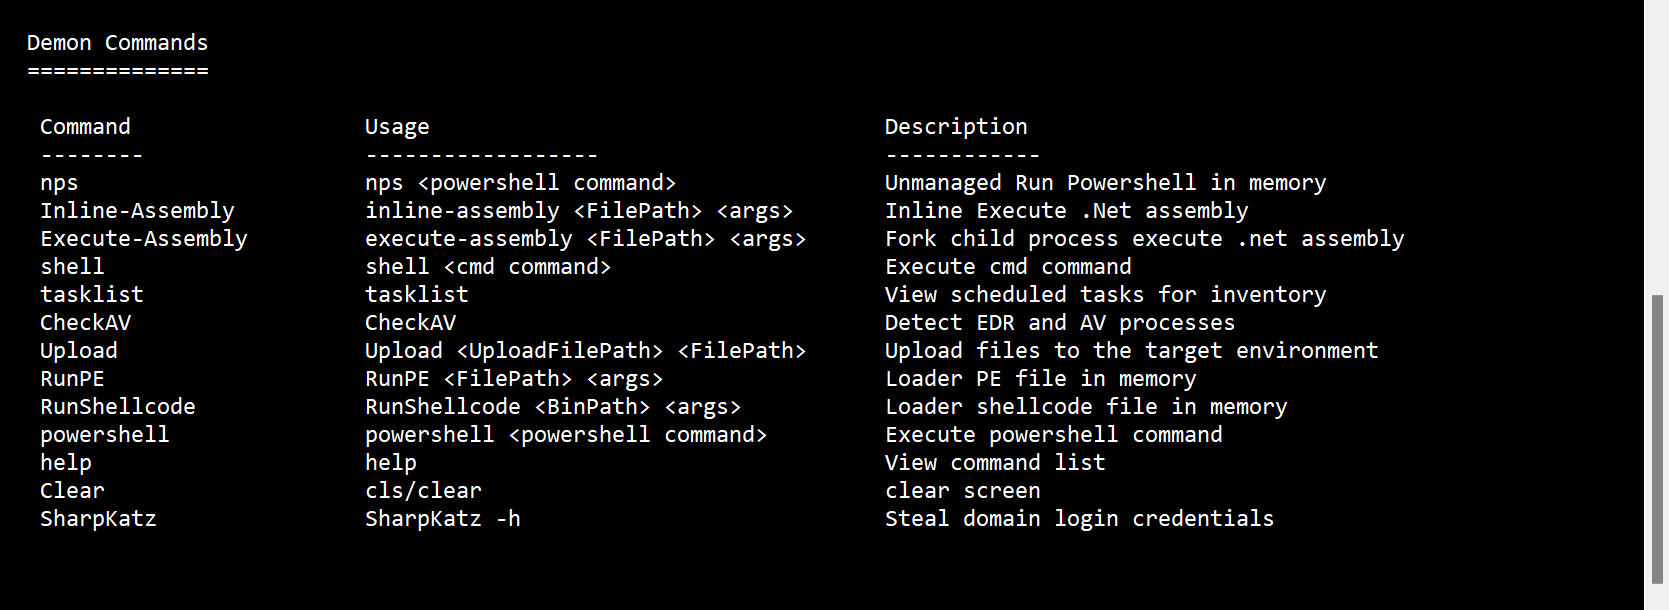 Demon Commands
==============
Command Usage Description
-------- ------------------ ------------
nps nps <powershell command> Unmanaged Run Powershell in memory
Inline-Assembly inline-assembly <FilePath> <args> Inline Execute .Net assembly
Execute-Assembly execute-assembly <FilePath> <args> Fork child process execute .net assembly
shell shell <cmd command> Execute cmd command
tasklist tasklist View scheduled tasks for inventory
CheckAV CheckAV Detect EDR and AV processes
Upload Upload <UploadFilePath> <FilePath> Upload files to the target environment
RunPE RunPE <FilePath> <args> Loader PE file in memory
RunShellcode RunShellcode <BinPath> <args> Loader shellcode file in memory
powershell powershell <powershell command> Execute powershell command
help help View command list
Clear cls/clear clear screen
SharpKatz SharpKatz -h Steal domain login credentials